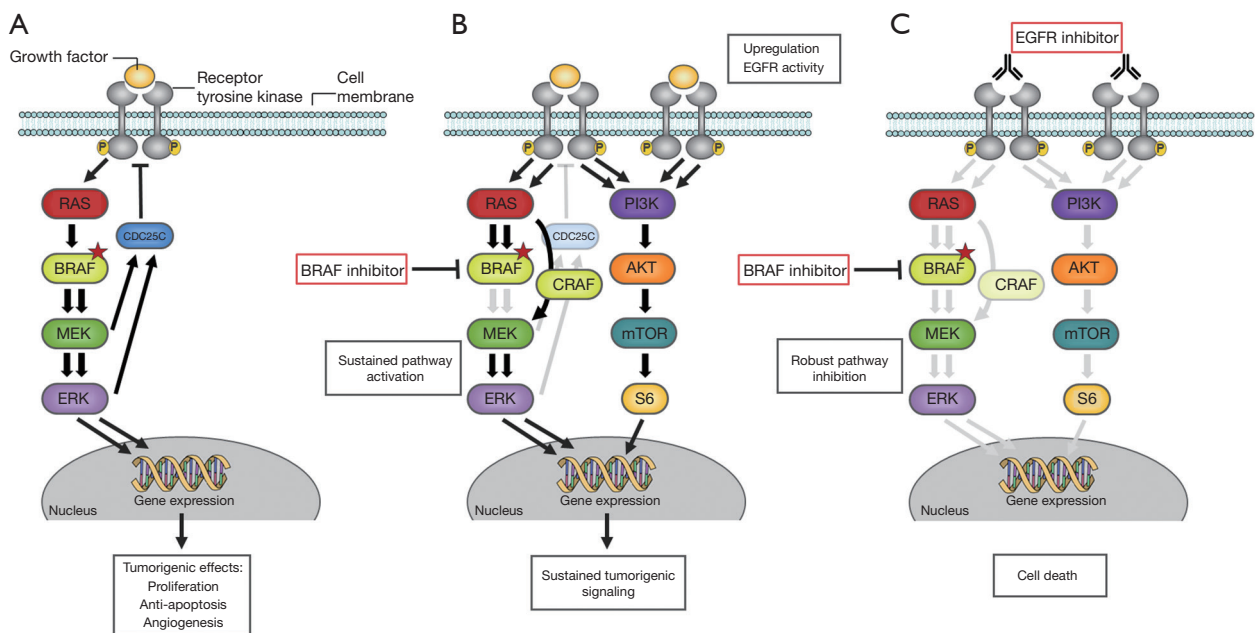 A
Growth factor
Receptor
tyrosine kinase
Cell
membrane
P
P
RAS
CDC25C
BRAF
MEK
ERK
Gene expression
Nucleus
Tumorigenic effects:
Proliferation
Anti-apoptosis
Angiogenesis
B
Upregulation
EGFR activity
P
P
P
P
RAS
PI3K
CDC25C
BRAF inhibitor
BRAF
AKT
CRAF
MEK
mTOR
Sustained pathway
activation
ERK
S6
Gene expression
Nucleus
Sustained tumorigenic
signaling
C
EGFR inhibitor
P
P
P
P
RAS
PI3K
BRAF inhibitor
BRAF
AKT
CRAF
MEK
mTOR
Robust pathway
inhibition
ERK
S6
Gene expression
Nucleus
Cell death